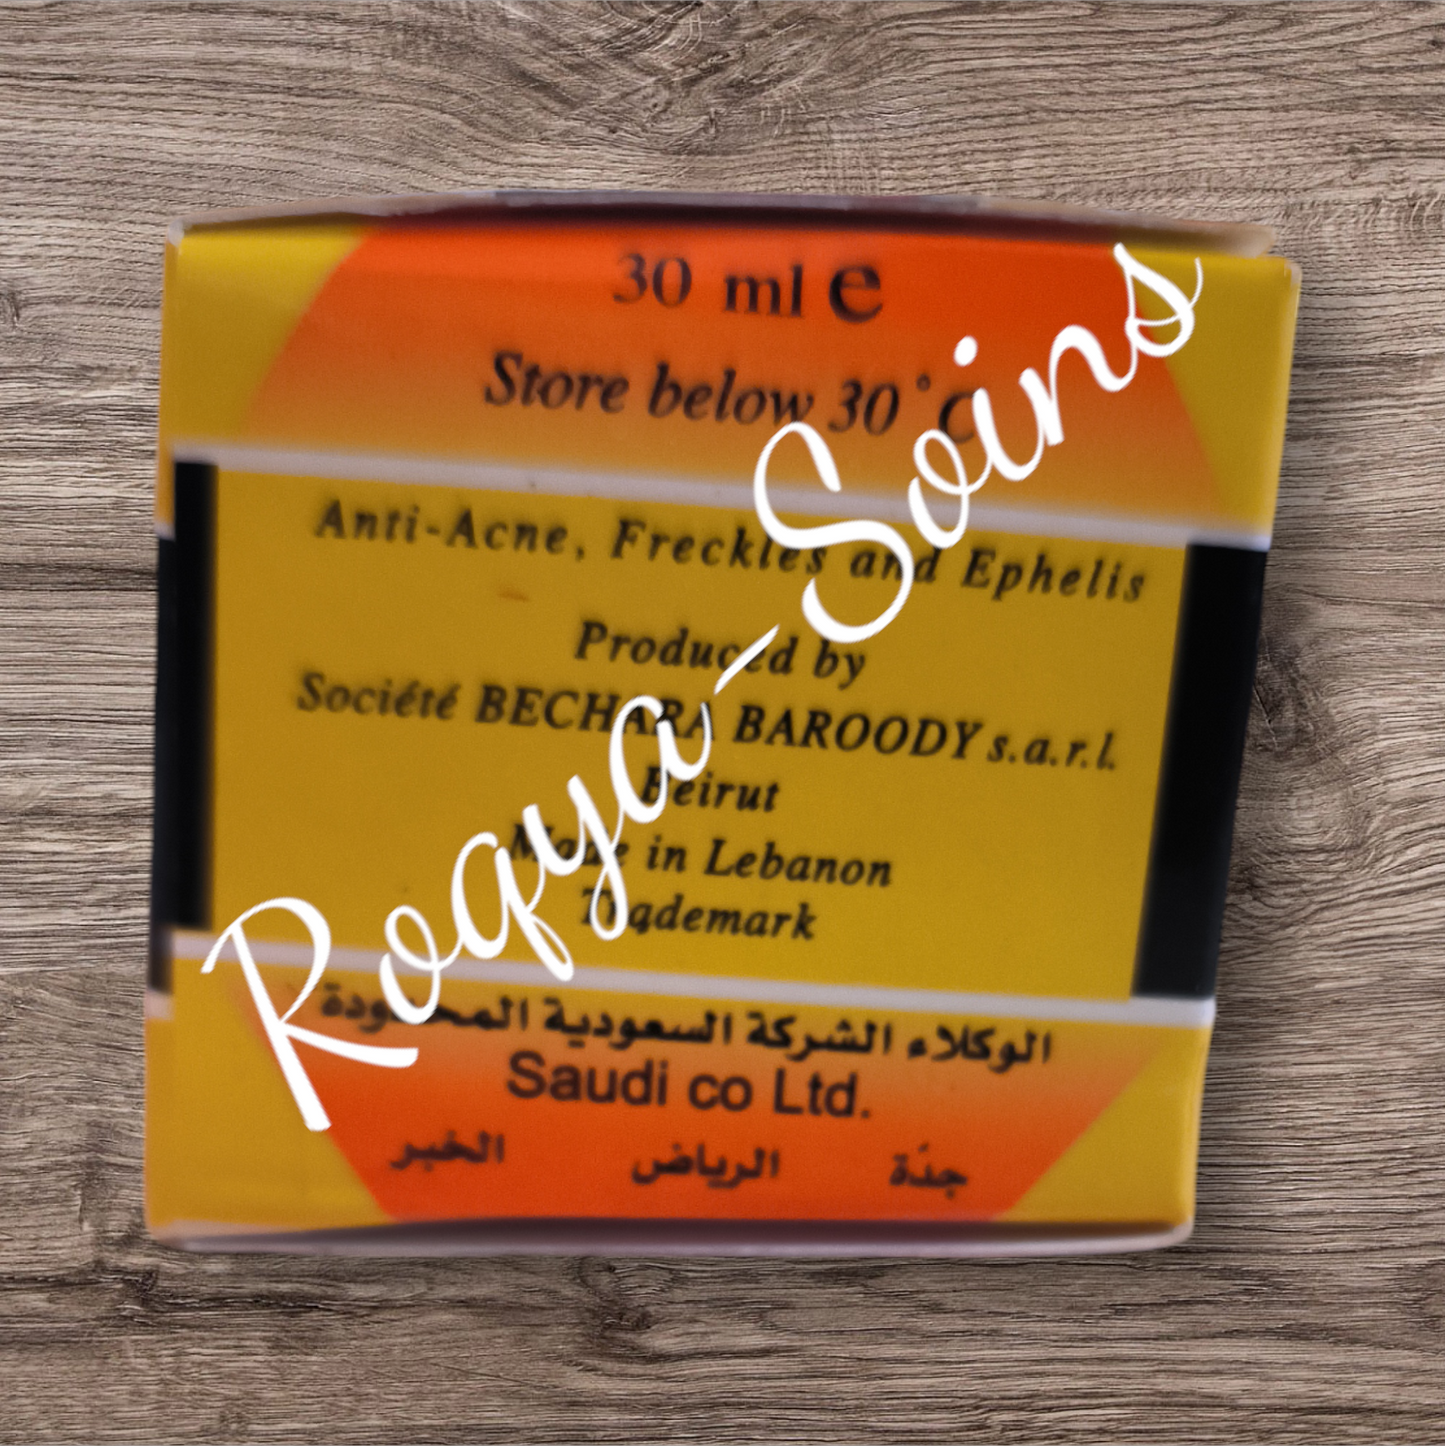 30 ml e
Store below 30°C
Anti-Acne, Freckles and Ephelis
Produced by
Société BECHARA BAROODY s.a.r.l.
Beirut
Made in Lebanon
Trademark
الوكلاء الشركة السعودية المحدودة
Saudi co Ltd.
جدّة الرياض الخبر
Roqya-Soins